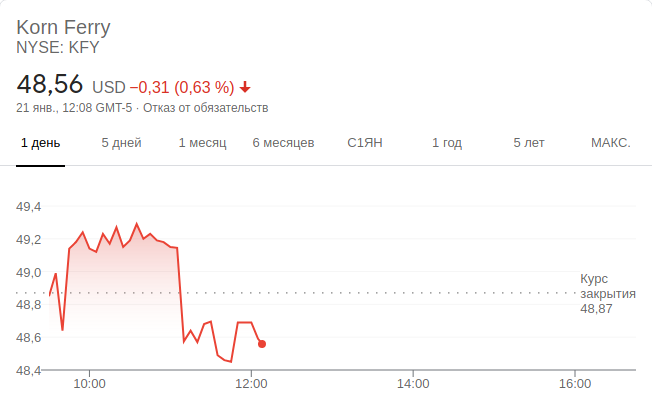 Korn Ferry
NYSE: KFY
48,56 USD −0,31 (0,63 %)
21 янв., 12:08 GMT-5 · Отказ от обязательств
1 день 5 дней 1 месяц 6 месяцев С1ЯН 1 год 5 лет МАКС.
49,4
49,2
49,0
48,8
48,6
48,4
Курс
закрытия
48,87
10:00 12:00 14:00 16:00